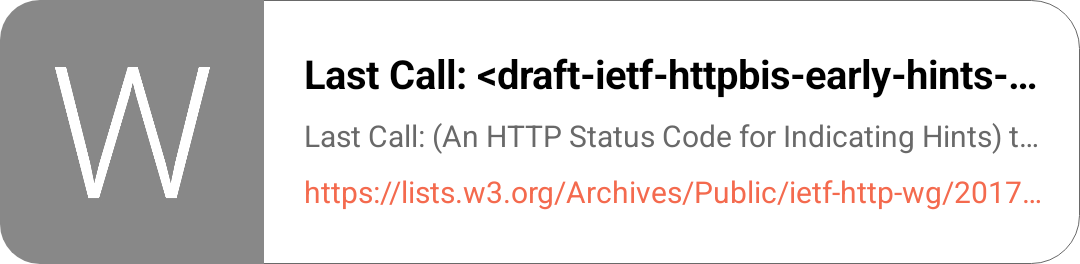 W
Last Call: <draft-ietf-httpbis-early-hints-...
Last Call: (An HTTP Status Code for Indicating Hints) t...
https://lists.w3.org/Archives/Public/ietf-http-wg/2017...